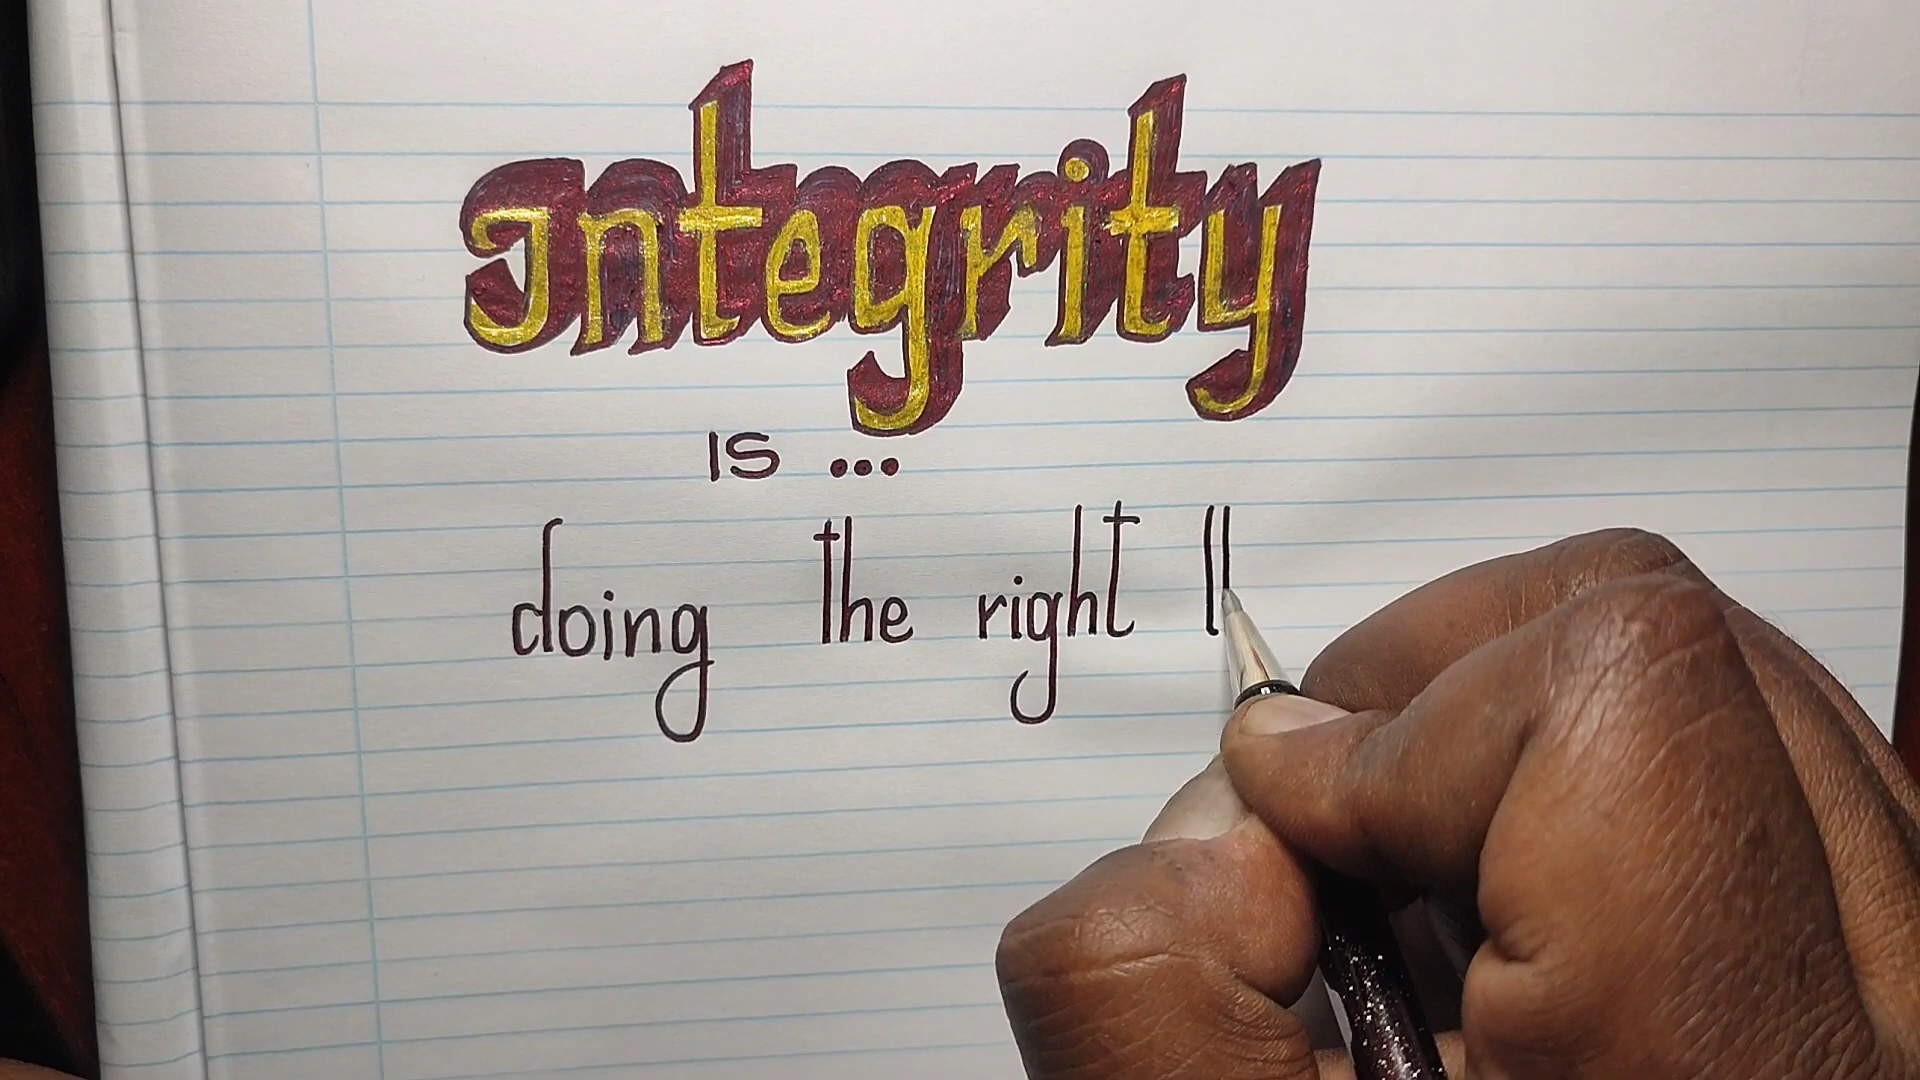 Integrity
IS ...
doing the right